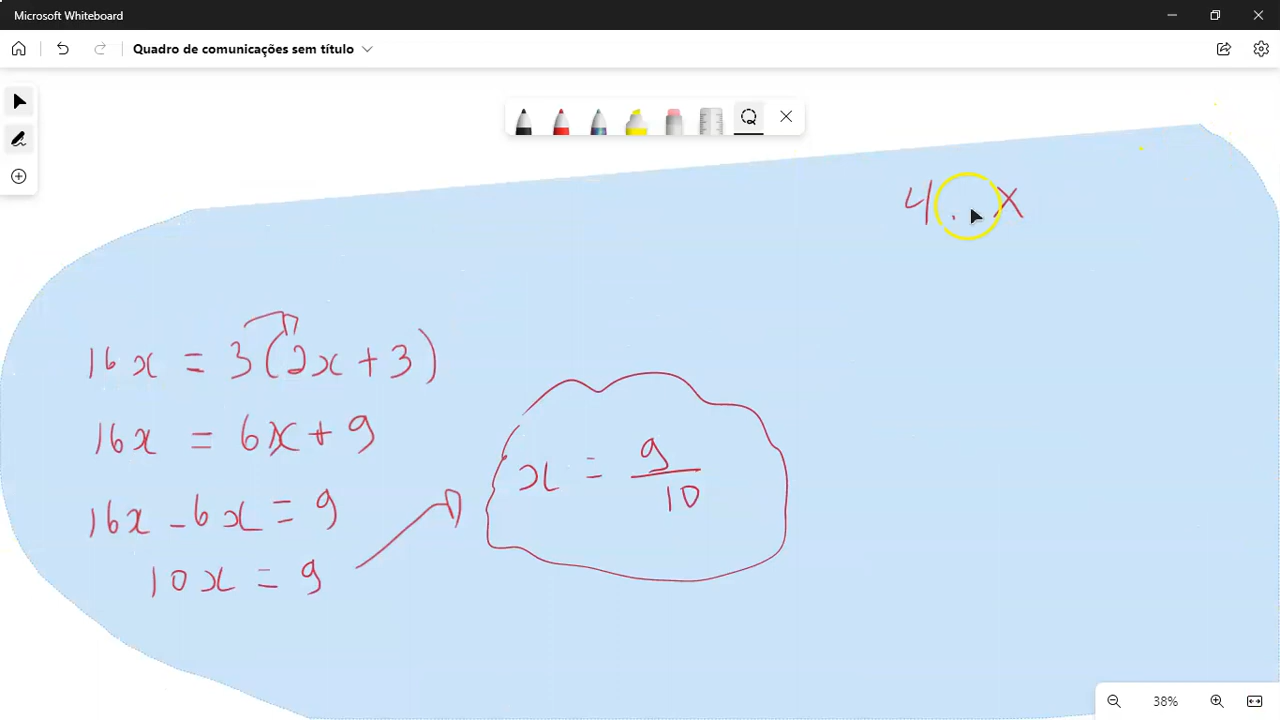 Microsoft Whiteboard
Quadro de comunicações sem título
4 . x
16x = 3(2x + 3)
16x = 6x + 9
16x - 6x = 9
10x = 9
x = 9/10
38%